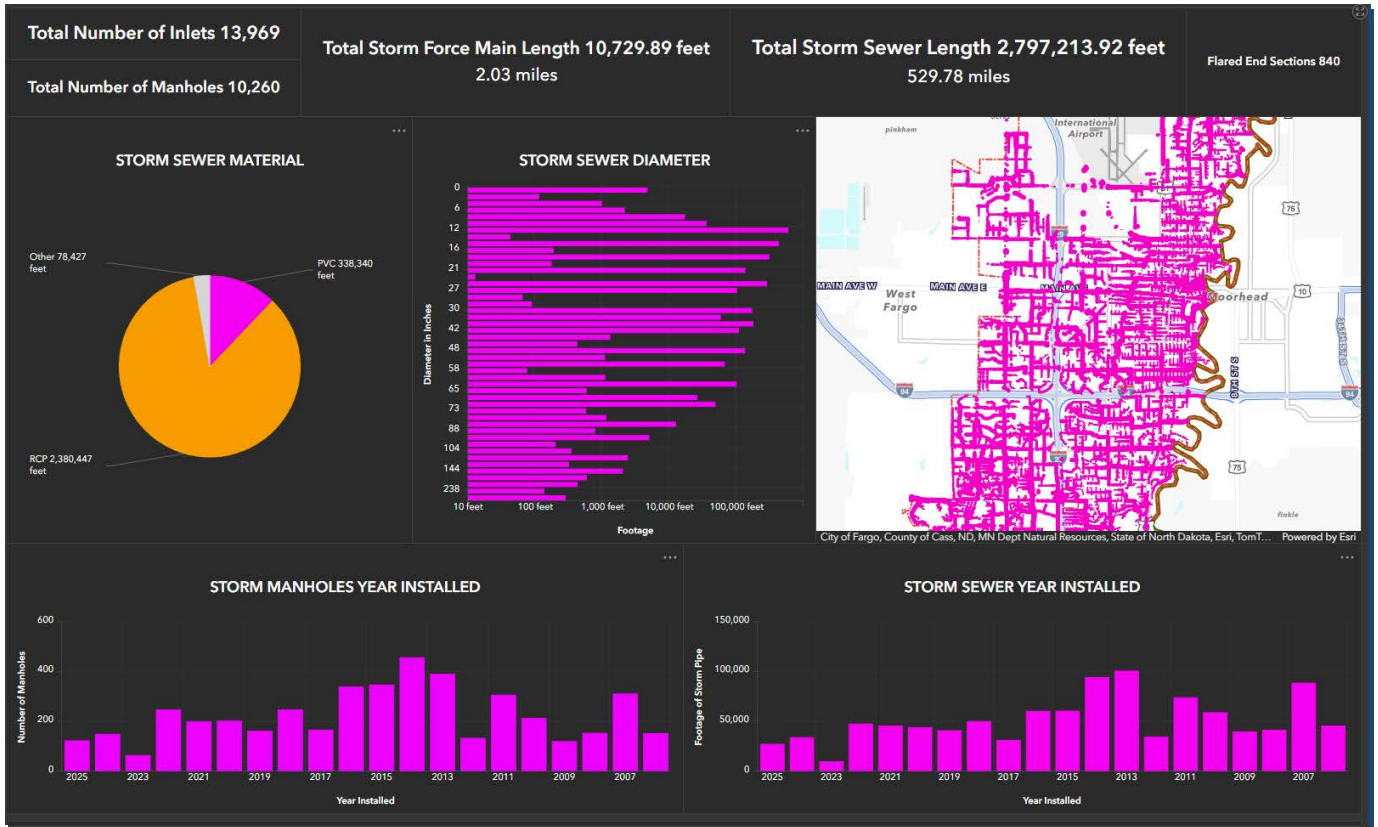 Total Number of Inlets 13,969
Total Number of Manholes 10,260
Total Storm Force Main Length 10,729.89 feet
2.03 miles
Total Storm Sewer Length 2,797,213.92 feet
529.78 miles
Flared End Sections 840
STORM SEWER MATERIAL
Other 78,427
feet
PVC 338,340
feet
RCP 2,380,447
feet
STORM SEWER DIAMETER
Diameter in Inches
0
6
12
16
21
27
30
42
48
58
65
73
88
104
144
238
10 feet
100 feet
1,000 feet
10,000 feet
100,000 feet
Footage
pinkham
International
Airport
75
MAIN AVE W
MAIN AVE E
MAIN AVE
10
West
Fargo
Moorhead
8TH ST S
94
94
75
finkle
City of Fargo, County of Cass, ND, MN Dept Natural Resources, State of North Dakota, Esri, TomT...
Powered by Esri
STORM MANHOLES YEAR INSTALLED
Number of Manholes
600
400
200
0
2025
2023
2021
2019
2017
2015
2013
2011
2009
2007
Year Installed
STORM SEWER YEAR INSTALLED
Footage of Storm Pipe
150,000
100,000
50,000
0
2025
2023
2021
2019
2017
2015
2013
2011
2009
2007
Year Installed